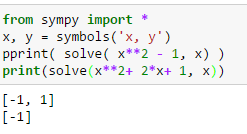 from sympy import *
x, y = symbols('x, y')
pprint( solve( x**2 - 1, x) )
print(solve(x**2+ 2*x+ 1, x))
[-1, 1]
[-1]